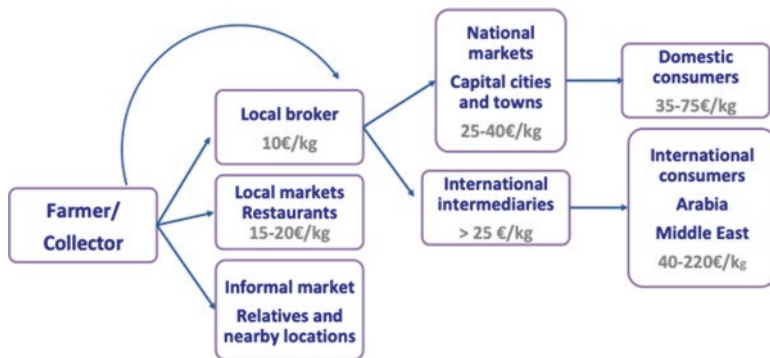 Farmer/
Collector
Local broker
10€/kg
Local markets
Restaurants
15-20€/kg
Informal market
Relatives and
nearby locations
National
markets
Capital cities
and towns
25-40€/kg
International
intermediaries
> 25 €/kg
Domestic
consumers
35-75€/kg
International
consumers
Arabia
Middle East
40-220€/kg